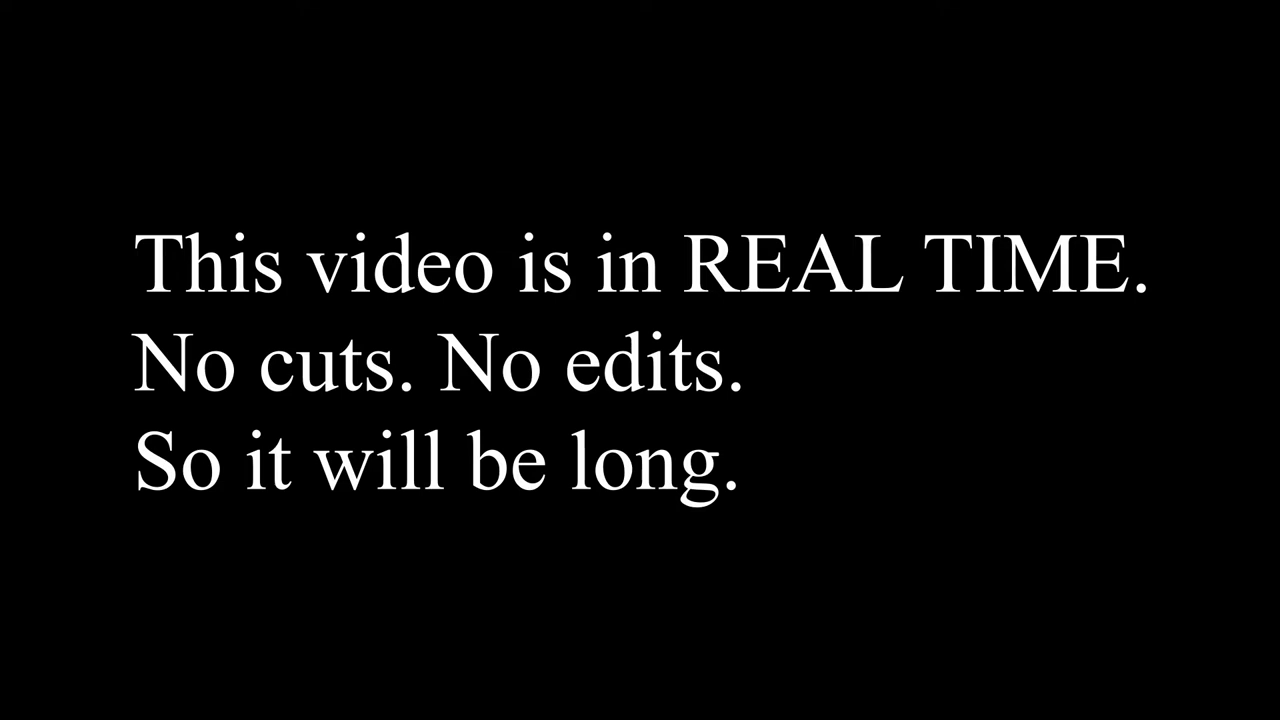 This video is in REAL TIME.
No cuts. No edits.
So it will be long.